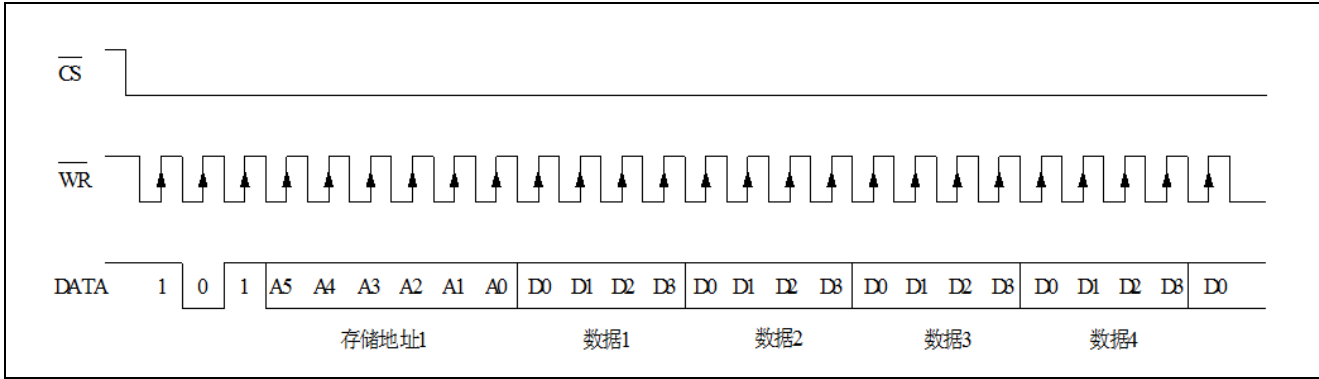 CS
WR
DATA 1 0 1 A5 A4 A3 A2 A1 A0 D0 D1 D2 D3 D0 D1 D2 D3 D0 D1 D2 D3 D0 D1 D2 D3 D0
存储地址1 数据1 数据2 数据3 数据4